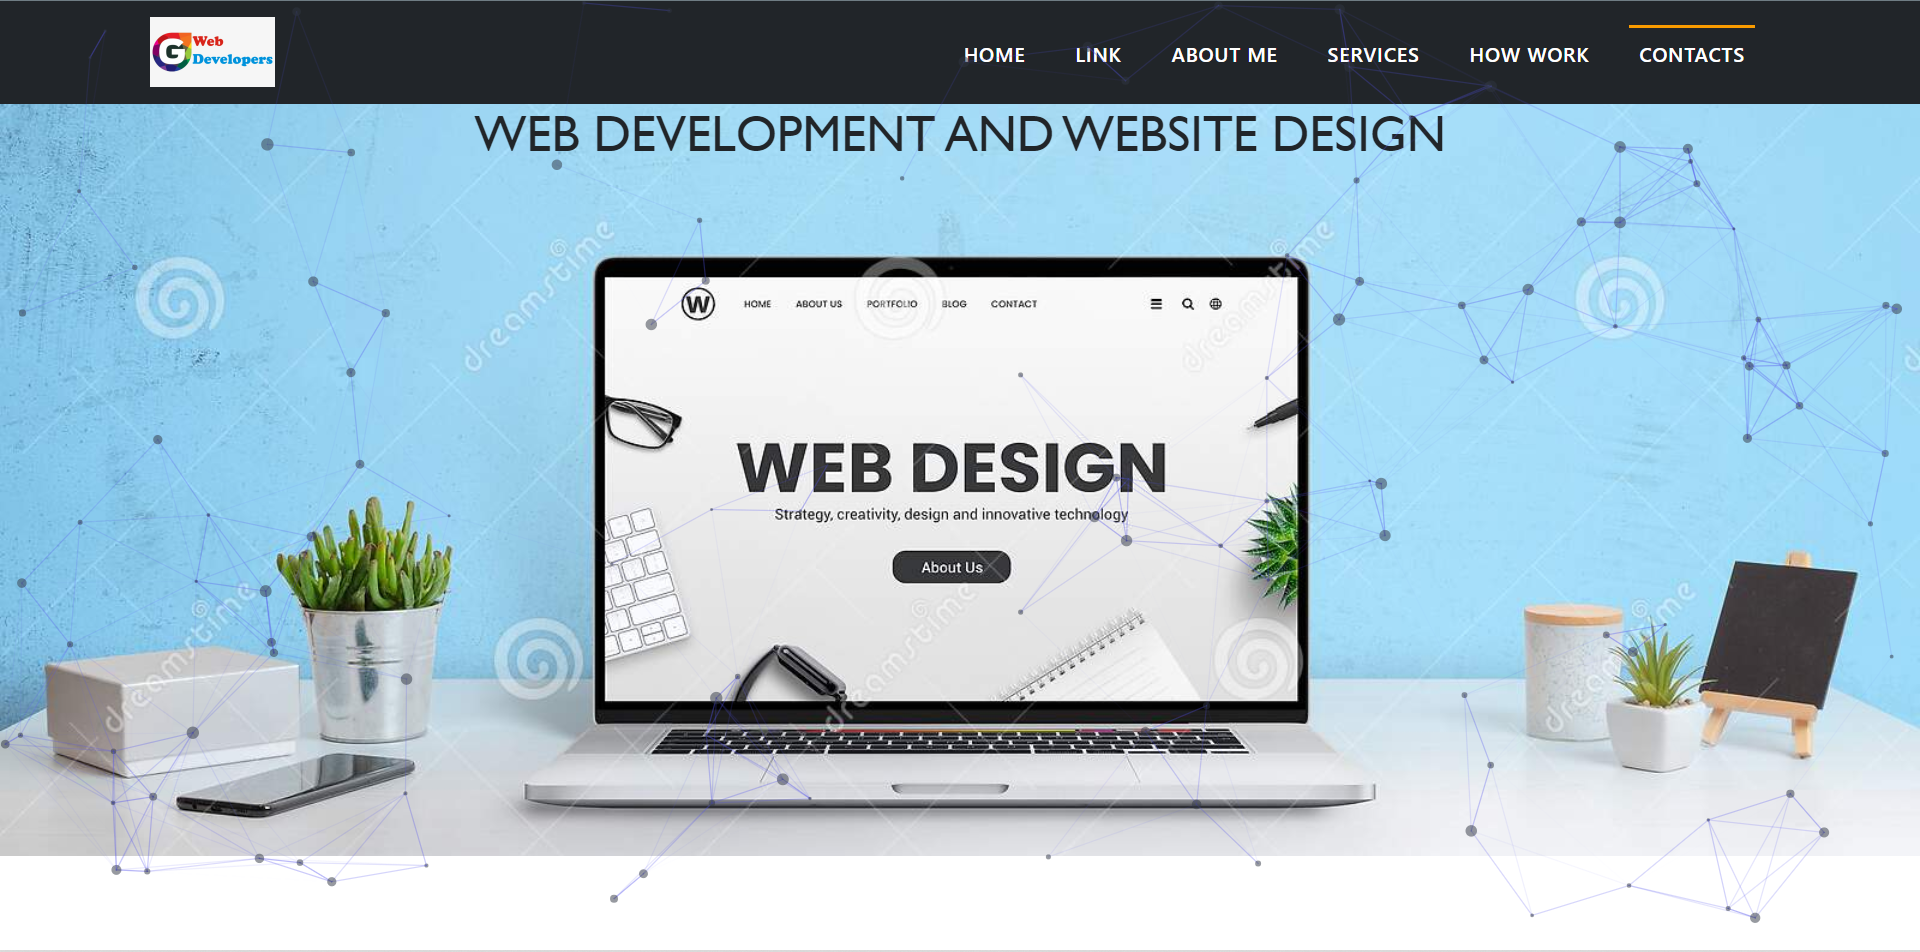 Web
Developers
HOME LINK ABOUT ME SERVICES HOW WORK CONTACTS
WEB DEVELOPMENT AND WEBSITE DESIGN
dreamstime dreamstime
W HOME ABOUT US PORTFOLIO BLOG CONTACT
WEB DESIGN
Strategy, creativity, design and innovative technology
About Us
dreamstime dreamstime dreamstime